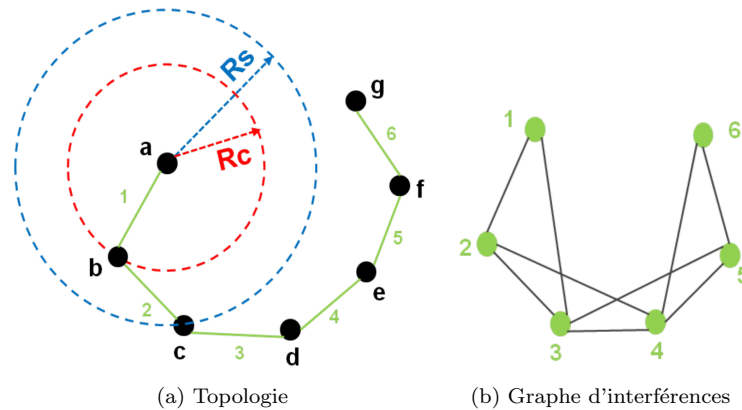 g
Rs
6
a
Rc
f
1
5
b
e
2
4
c
3
d
1
6
2
5
3
4
(a) Topologie
(b) Graphe d'interférences